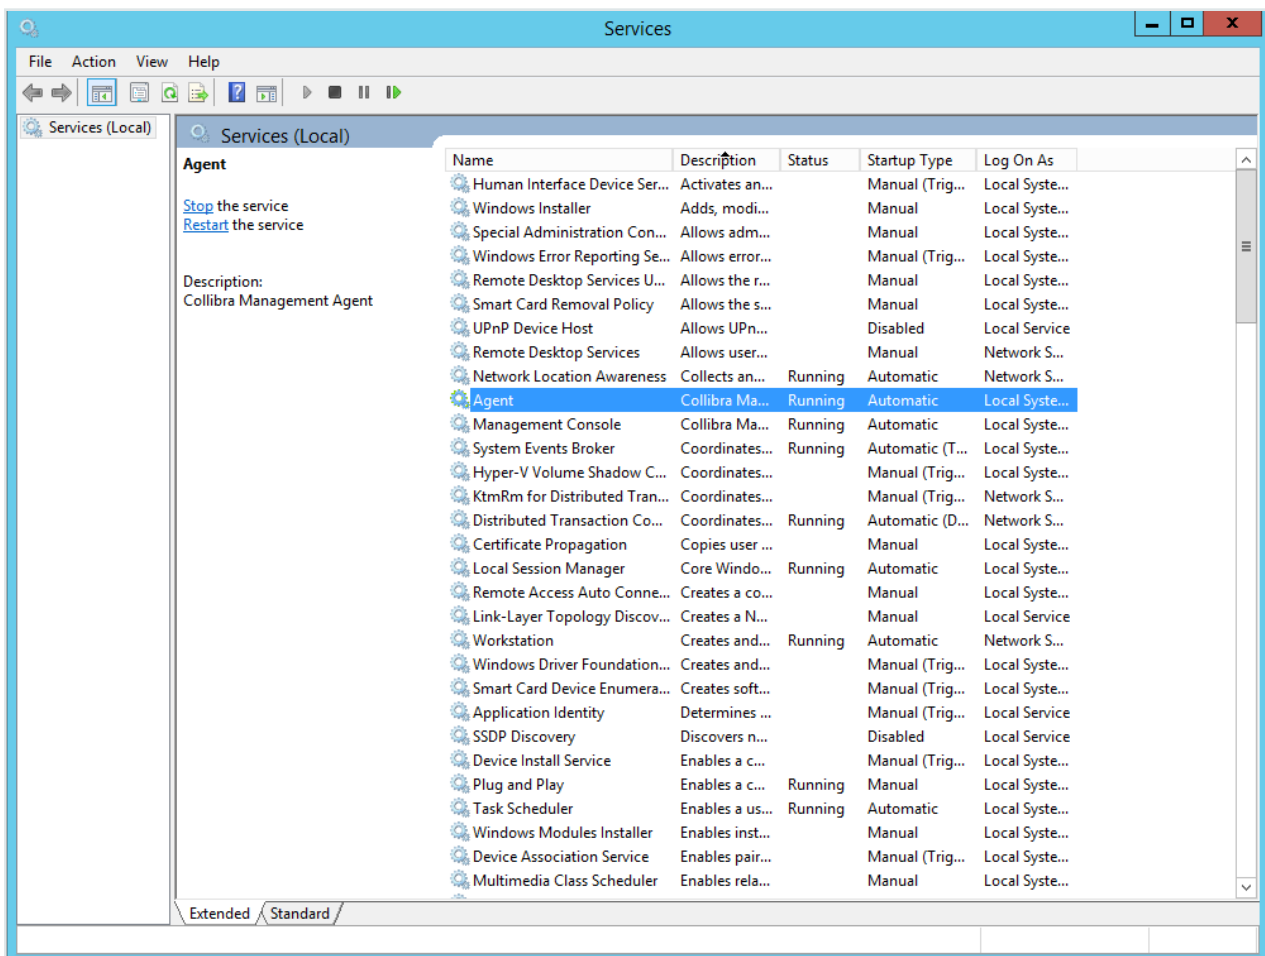 Services
File Action View Help
Services (Local)
Services (Local)
Agent
Stop the service
Restart the service
Description:
Collibra Management Agent
Name Description Status Startup Type Log On As
Human Interface Device Ser... Activates an... Manual (Trig... Local Syste...
Windows Installer Adds, modi... Manual Local Syste...
Special Administration Con... Allows adm... Manual Local Syste...
Windows Error Reporting Se... Allows error... Manual (Trig... Local Syste...
Remote Desktop Services U... Allows the r... Manual Local Syste...
Smart Card Removal Policy Allows the s... Manual Local Syste...
UPnP Device Host Allows UPn... Disabled Local Service
Remote Desktop Services Allows user... Manual Network S...
Network Location Awareness Collects an... Running Automatic Network S...
Agent Collibra Ma... Running Automatic Local Syste...
Management Console Collibra Ma... Running Automatic Local Syste...
System Events Broker Coordinates... Running Automatic (T... Local Syste...
Hyper-V Volume Shadow C... Coordinates... Manual (Trig... Local Syste...
KtmRm for Distributed Tran... Coordinates... Manual (Trig... Network S...
Distributed Transaction Co... Coordinates... Running Automatic (D... Network S...
Certificate Propagation Copies user ... Manual Local Syste...
Local Session Manager Core Windo... Running Automatic Local Syste...
Remote Access Auto Conne... Creates a co... Manual Local Syste...
Link-Layer Topology Discov... Creates a N... Manual Local Service
Workstation Creates and... Running Automatic Network S...
Windows Driver Foundation... Creates and... Manual (Trig... Local Syste...
Smart Card Device Enumera... Creates soft... Manual (Trig... Local Syste...
Application Identity Determines ... Manual (Trig... Local Service
SSDP Discovery Discovers n... Disabled Local Service
Device Install Service Enables a c... Manual (Trig... Local Syste...
Plug and Play Enables a c... Running Manual Local Syste...
Task Scheduler Enables a us... Running Automatic Local Syste...
Windows Modules Installer Enables inst... Manual Local Syste...
Device Association Service Enables pair... Manual (Trig... Local Syste...
Multimedia Class Scheduler Enables rela... Manual Local Syste...
Extended Standard